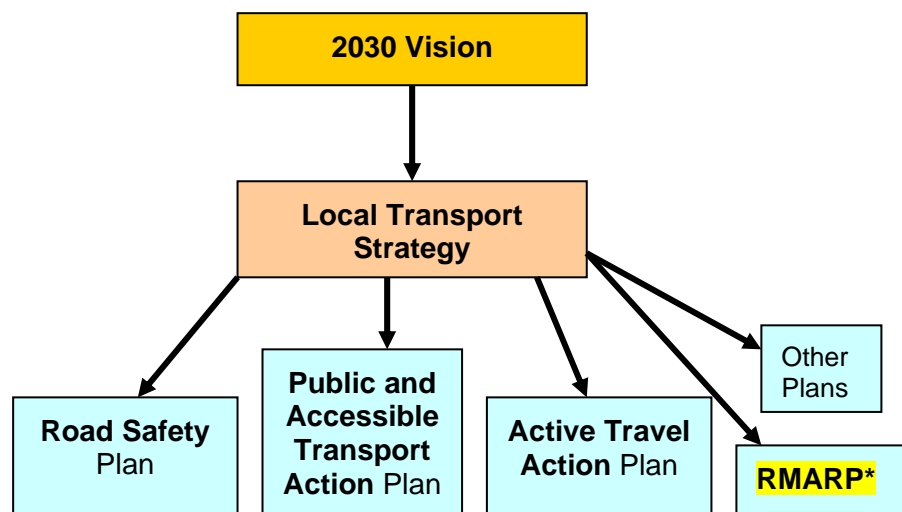 2030 Vision
Local Transport
Strategy
Road Safety
Plan
Public and
Accessible
Transport
Action Plan
Active Travel
Action Plan
Other
Plans
RMARP*